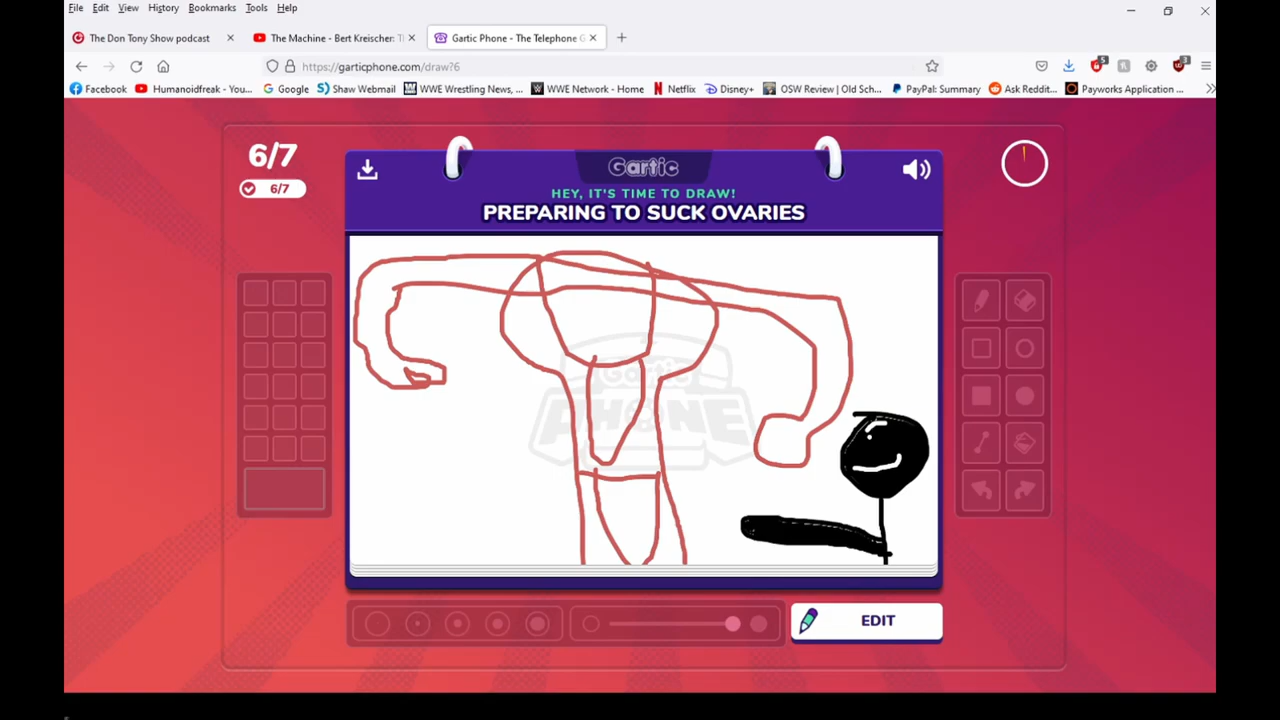 File Edit View History Bookmarks Tools Help
The Don Tony Show podcast The Machine - Bert Kreischer: Th Gartic Phone - The Telephone G
https://garticphone.com/draw?6
Facebook Humanoidfreak - You... Google Shaw Webmail WWE Wrestling News, ... WWE Network - Home Netflix Disney+ OSW Review | Old Sch... PayPal: Summary Ask Reddit... Payworks Application ...
6/7
6/7
Gartic
HEY, IT'S TIME TO DRAW!
PREPARING TO SUCK OVARIES
Gartic
PHONE
EDIT